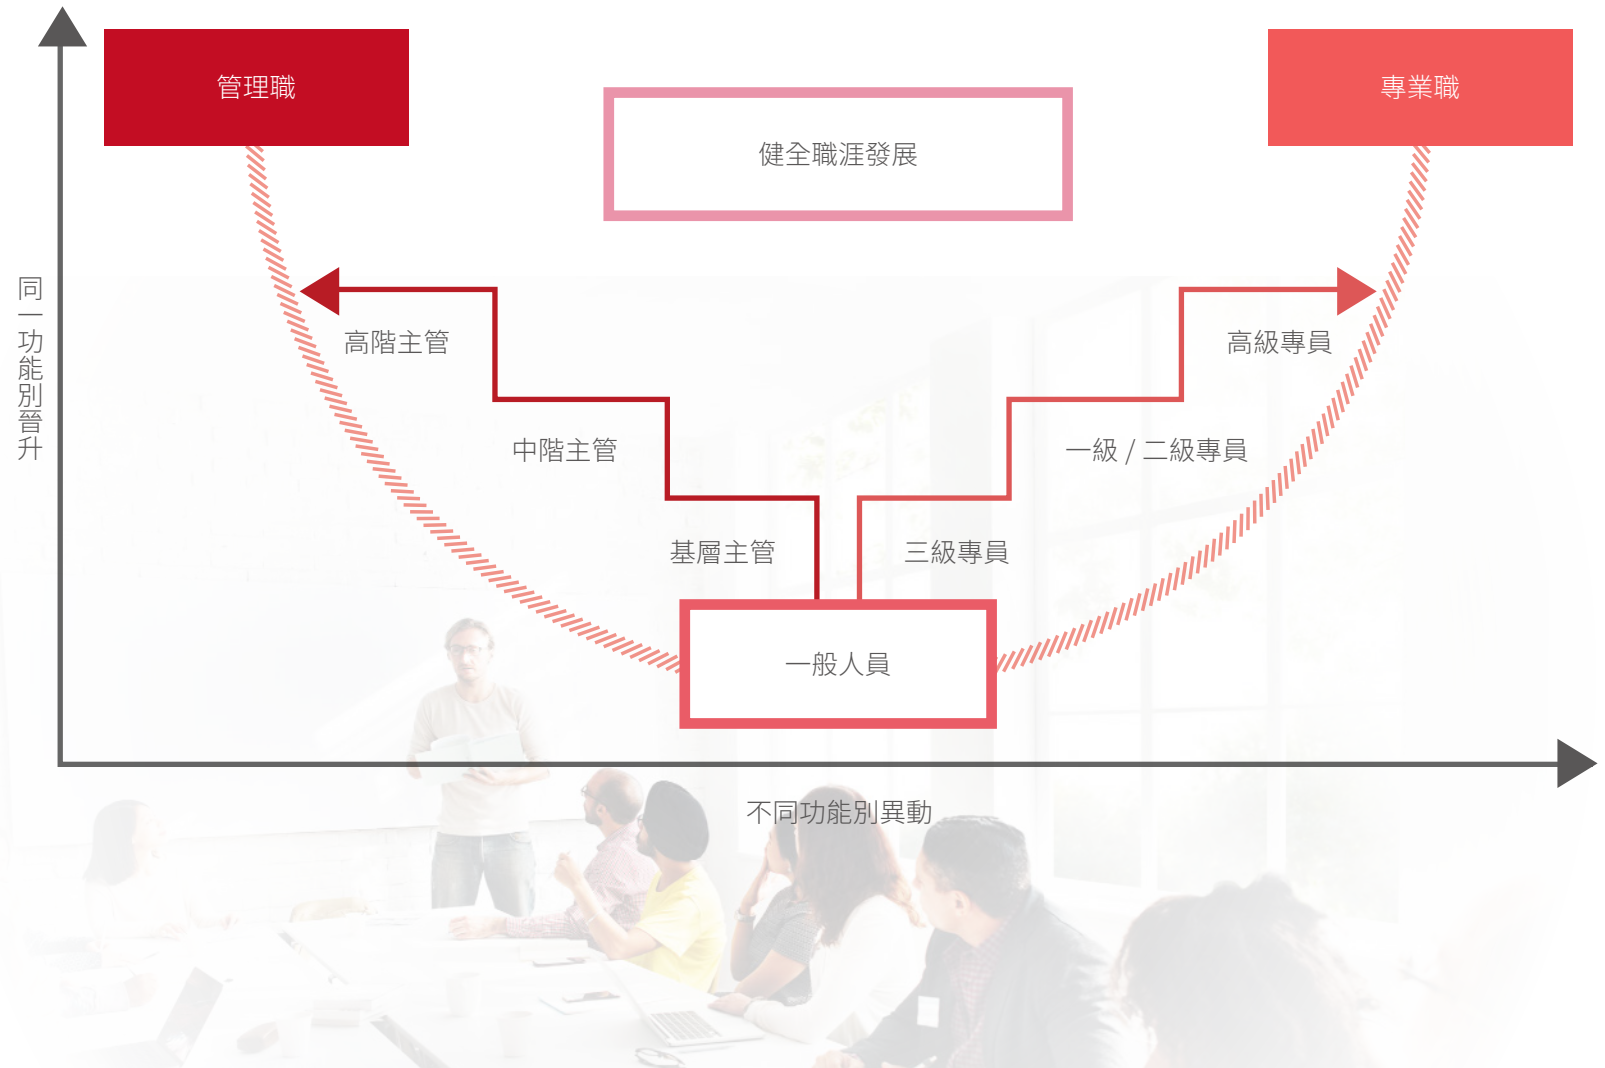 管理職
專業職
健全職涯發展
同一功能別晉升
高階主管
高級專員
中階主管
一級 / 二級專員
基層主管
三級專員
一般人員
不同功能別異動